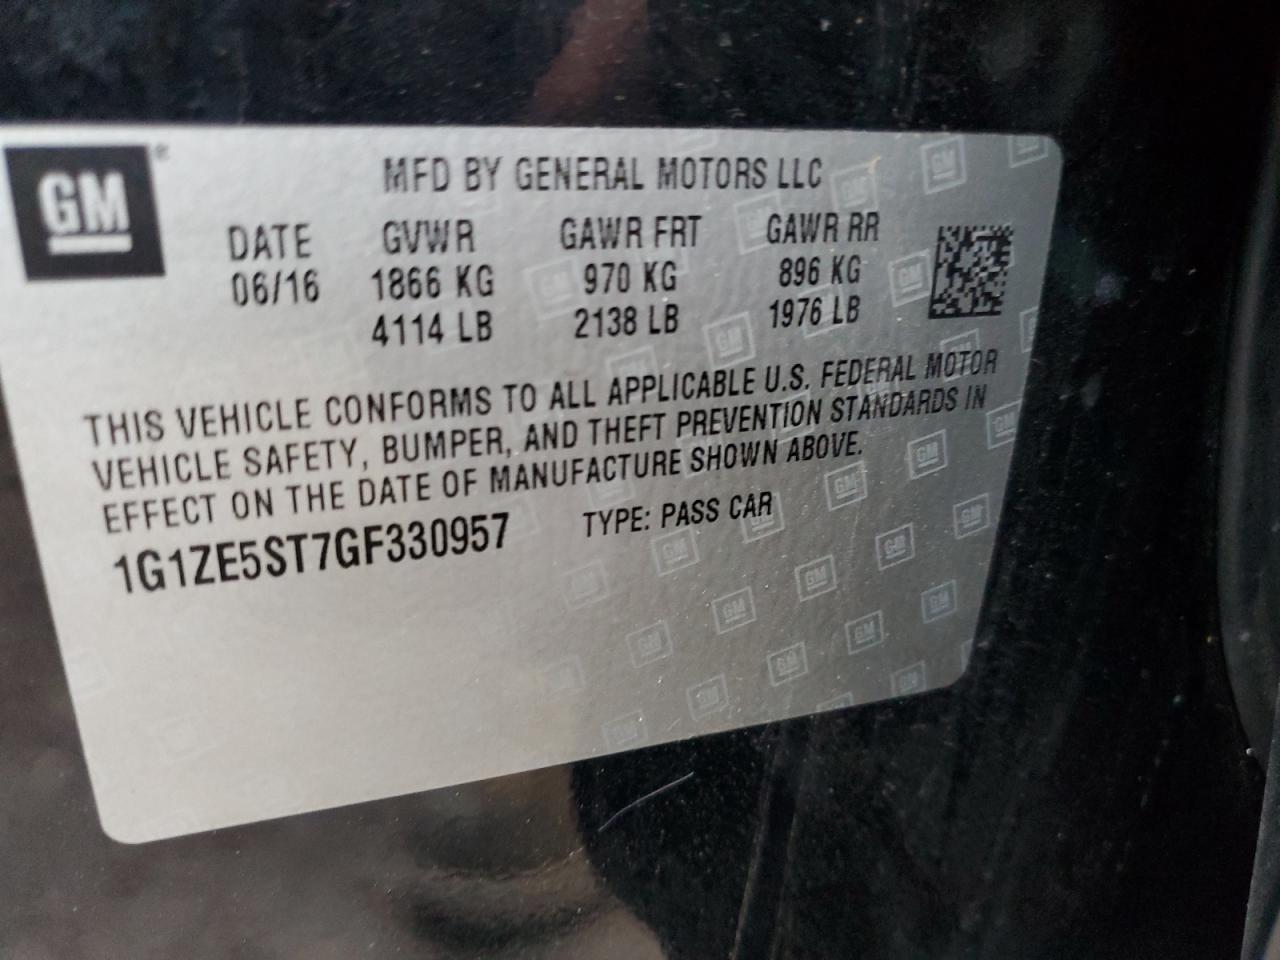 GM®
MFD BY GENERAL MOTORS LLC
DATE GVWR GAWR FRT GAWR RR
06/16 1866 KG 970 KG 896 KG
4114 LB 2138 LB 1976 LB
THIS VEHICLE CONFORMS TO ALL APPLICABLE U.S. FEDERAL MOTOR
VEHICLE SAFETY, BUMPER, AND THEFT PREVENTION STANDARDS IN
EFFECT ON THE DATE OF MANUFACTURE SHOWN ABOVE.
1G1ZE5ST7GF330957 TYPE: PASS CAR